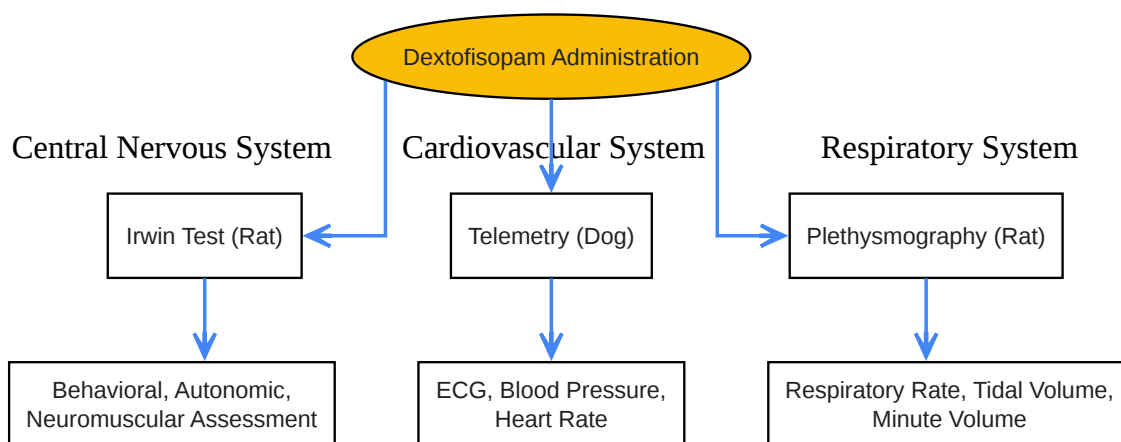 Dextofisopam Administration
Central Nervous System
Cardiovascular System
Respiratory System
Irwin Test (Rat)
Telemetry (Dog)
Plethysmography (Rat)
Behavioral, Autonomic,
Neuromuscular Assessment
ECG, Blood Pressure,
Heart Rate
Respiratory Rate, Tidal Volume,
Minute Volume